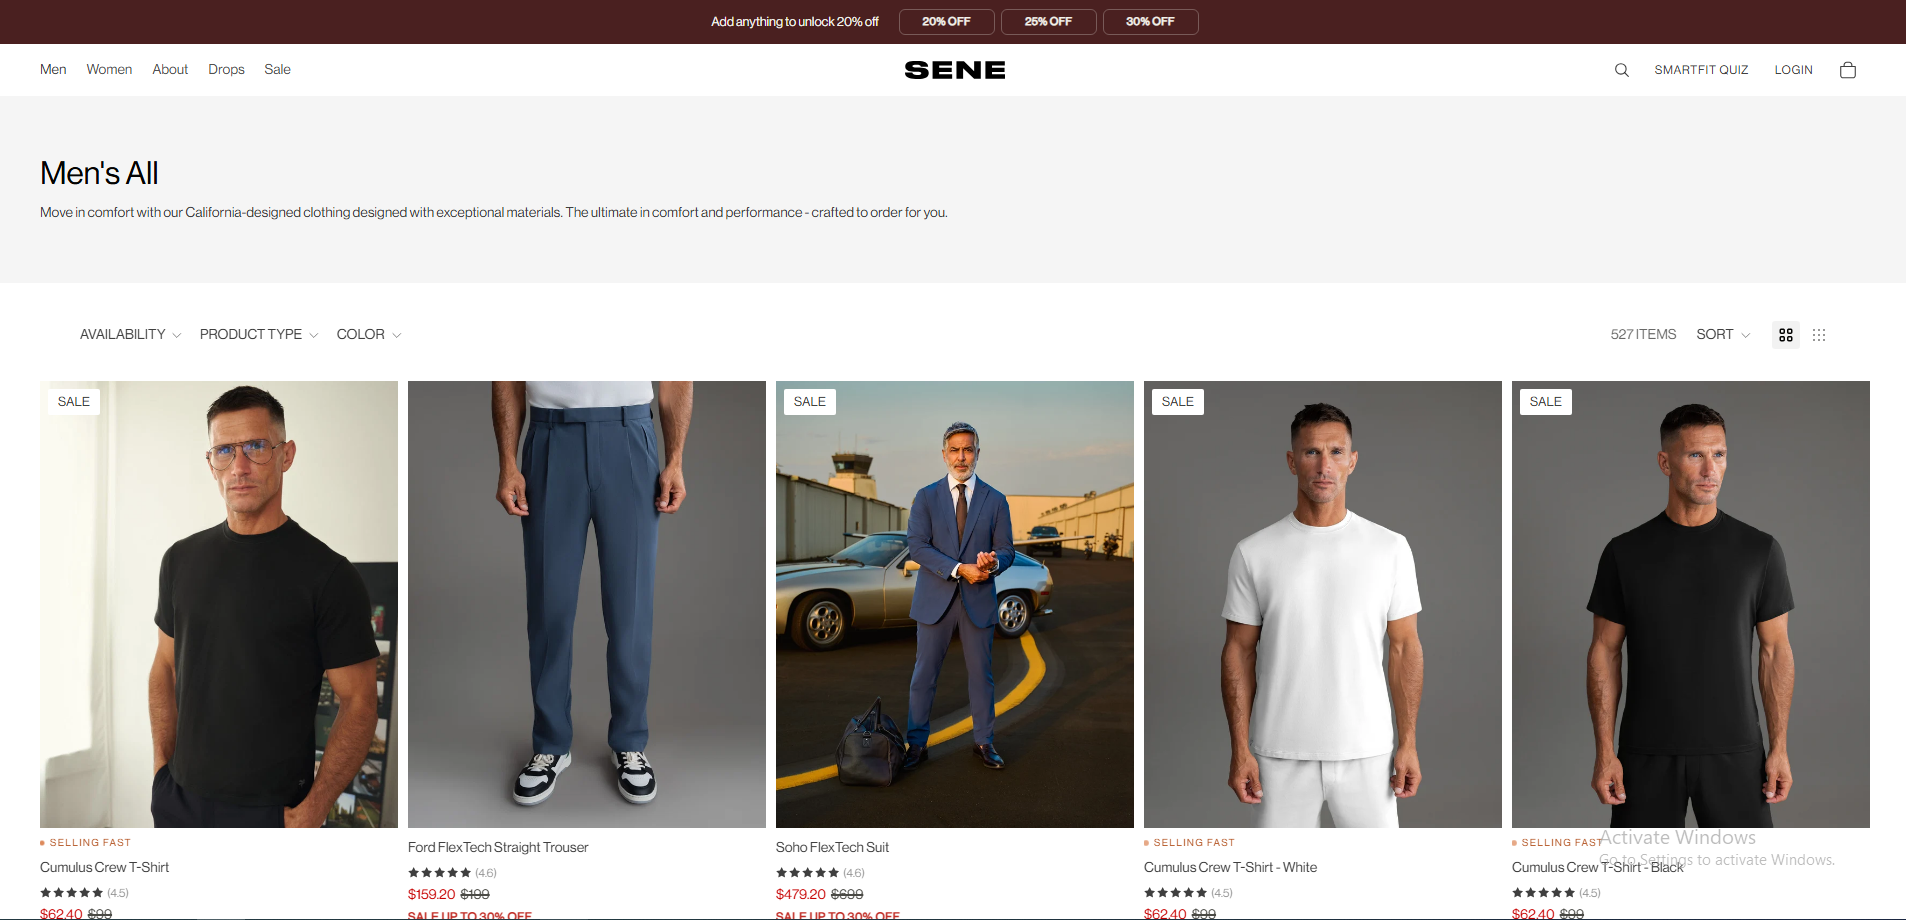 Add anything to unlock 20% off 20% OFF 25% OFF 30% OFF
Men Women About Drops Sale SENE SMARTFIT QUIZ LOGIN
Men's All
Move in comfort with our California-designed clothing designed with exceptional materials. The ultimate in comfort and performance - crafted to order for you.
AVAILABILITY PRODUCT TYPE COLOR 527 ITEMS SORT
SALE SALE SALE SALE
SELLING FAST
Cumulus Crew T-Shirt
(4.5)
$62.40 $99
Ford FlexTech Straight Trouser
(4.6)
$159.20 $199
SALE UP TO 30% OFF
Soho FlexTech Suit
(4.6)
$479.20 $699
SALE UP TO 30% OFF
SELLING FAST
Cumulus Crew T-Shirt - White
(4.5)
$62.40 $99
SELLING FAST
Cumulus Crew T-Shirt - Black
(4.5)
$62.40 $99
Activate Windows
Go to Settings to activate Windows.